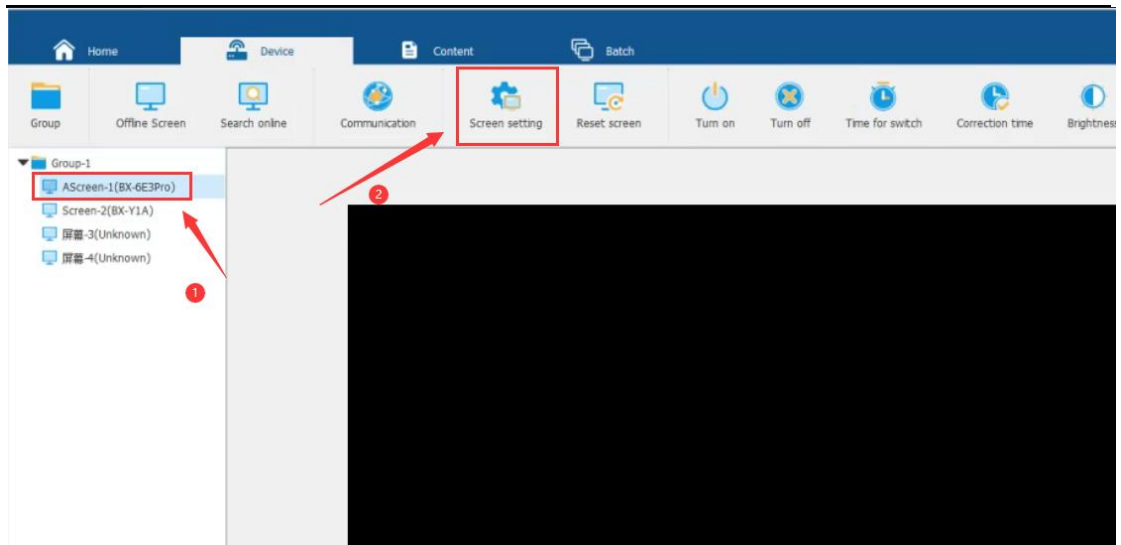 Home Device Content Batch
Group Offline Screen Search online Communication Screen setting Reset screen Turn on Turn off Time for switch Correction time Brightness
Group-1
AScreen-1(BX-6E3Pro)
Screen-2(BX-Y1A)
屏幕-3(Unknown)
屏幕-4(Unknown)
2
1